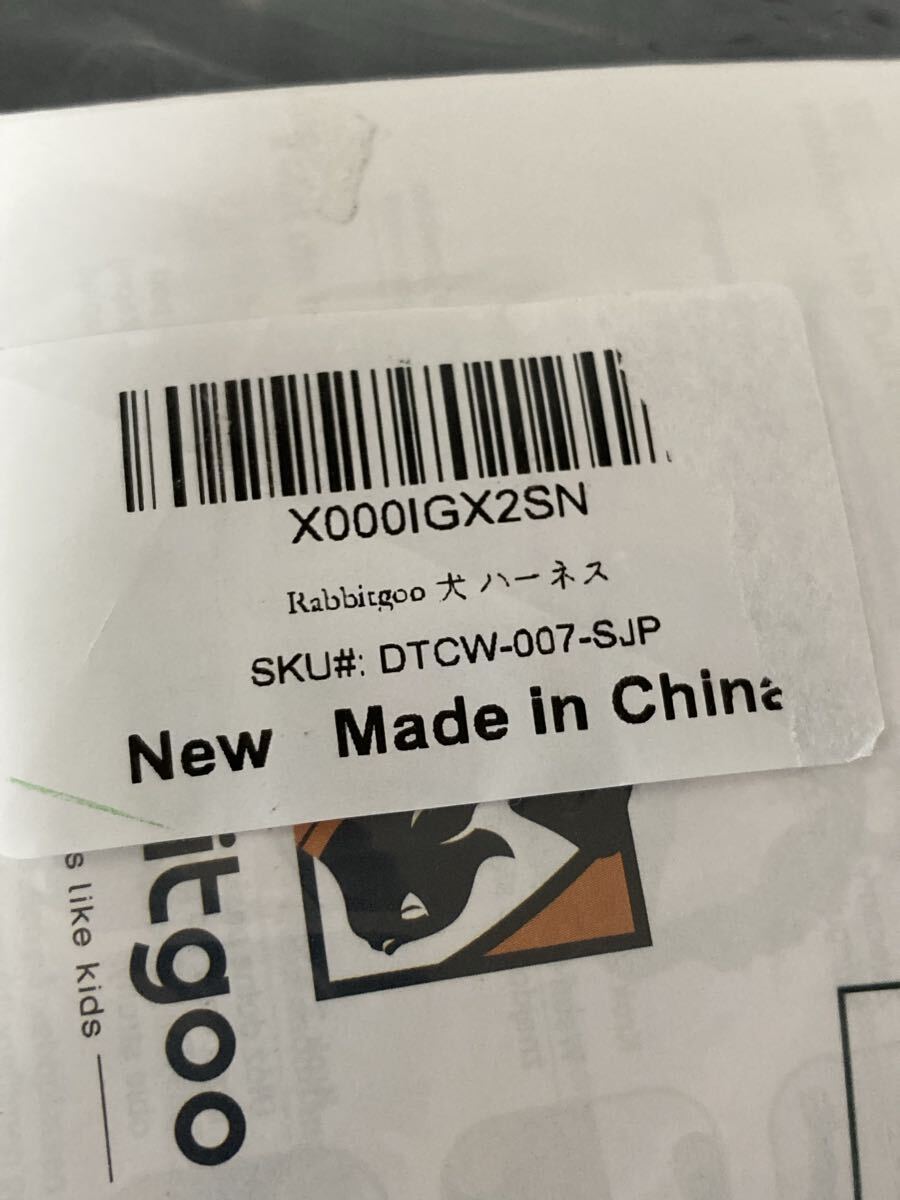 X000IGX2SN
Rabbitgoo 犬 ハーネス
SKU#: DTCW-007-SJP
New Made in China
itgoo
s like kids